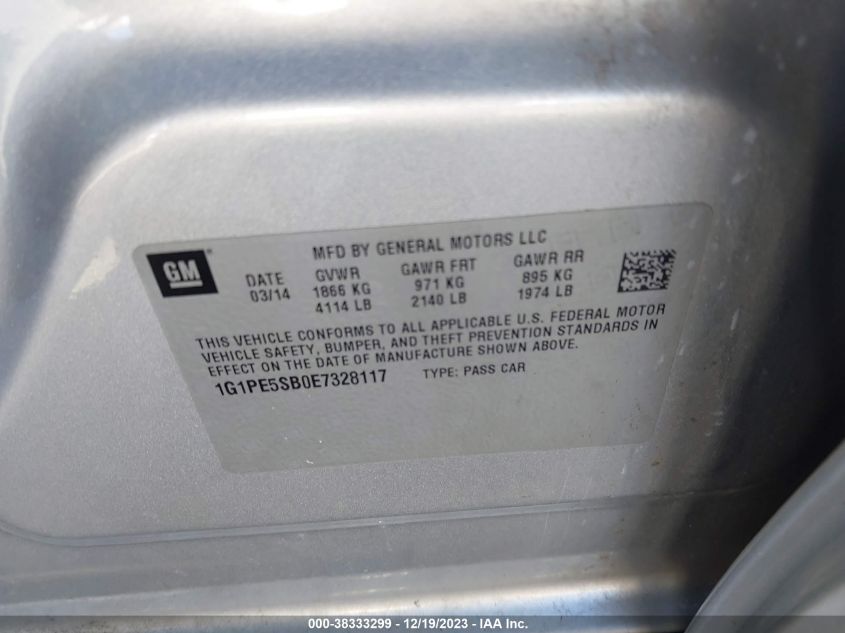 MFD BY GENERAL MOTORS LLC
GM
DATE GVWR GAWR FRT GAWR RR
03/14 1866 KG 971 KG 895 KG
4114 LB 2140 LB 1974 LB
THIS VEHICLE CONFORMS TO ALL APPLICABLE U.S. FEDERAL MOTOR
VEHICLE SAFETY, BUMPER, AND THEFT PREVENTION STANDARDS IN
EFFECT ON THE DATE OF MANUFACTURE SHOWN ABOVE.
1G1PE5SB0E7328117 TYPE: PASS CAR
000-38333299 - 12/19/2023 - IAA Inc.